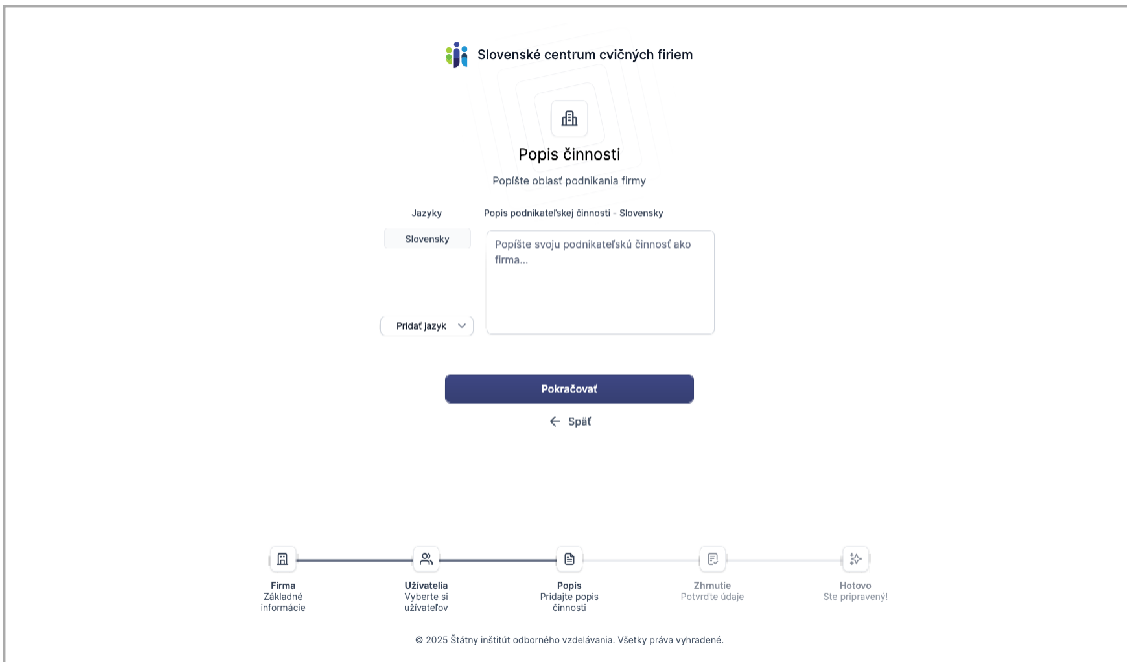 Slovenské centrum cvičných firiem
Popis činnosti
Popíšte oblasť podnikania firmy
Jazyky
Popis podnikateľskej činnosti - Slovensky
Slovensky
Popíšte svoju podnikateľskú činnosť ako
firma...
Pridať jazyk
Pokračovať
← Späť
Firma
Základné
informácie
Užívatelia
Vyberte si
užívateľov
Popis
Pridajte popis
činnosti
Zhrnutie
Potvrďte údaje
Hotovo
Ste pripravený!
© 2025 Štátny inštitút odborného vzdelávania. Všetky práva vyhradené.